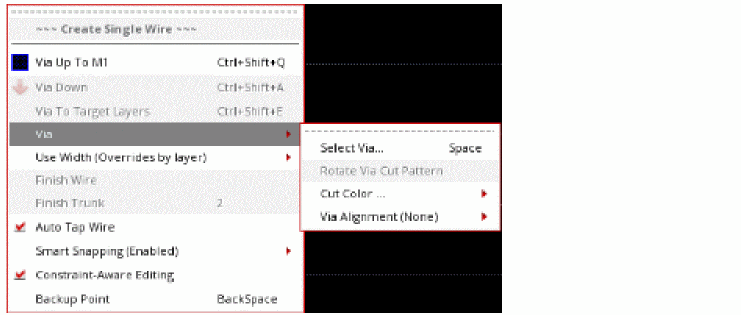 ~~~ Create Single Wire ~~~
Via Up To M1 Ctrl+Shift+Q
Via Down Ctrl+Shift+A
Via To Target Layers Ctrl+Shift+E
Via
Use Width (Overrides by layer)
Finish Wire
Finish Trunk 2
Auto Tap Wire
Smart Snapping (Enabled)
Constraint-Aware Editing
Backup Point BackSpace
Select Via... Space
Rotate Via Cut Pattern
Cut Color ...
Via Alignment (None)